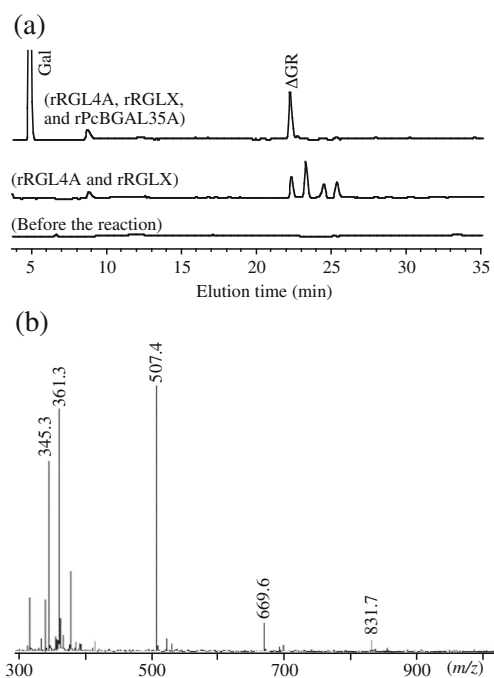 (a)
Gal
(rRGL4A, rRGLX,
and rPcBGAL35A)
ΔGR
(rRGL4A and rRGLX)
(Before the reaction)
5 10 15 20 25 30 35
Elution time (min)
(b)
345.3
361.3
507.4
669.6
831.7
300 500 700 900 (m/z)